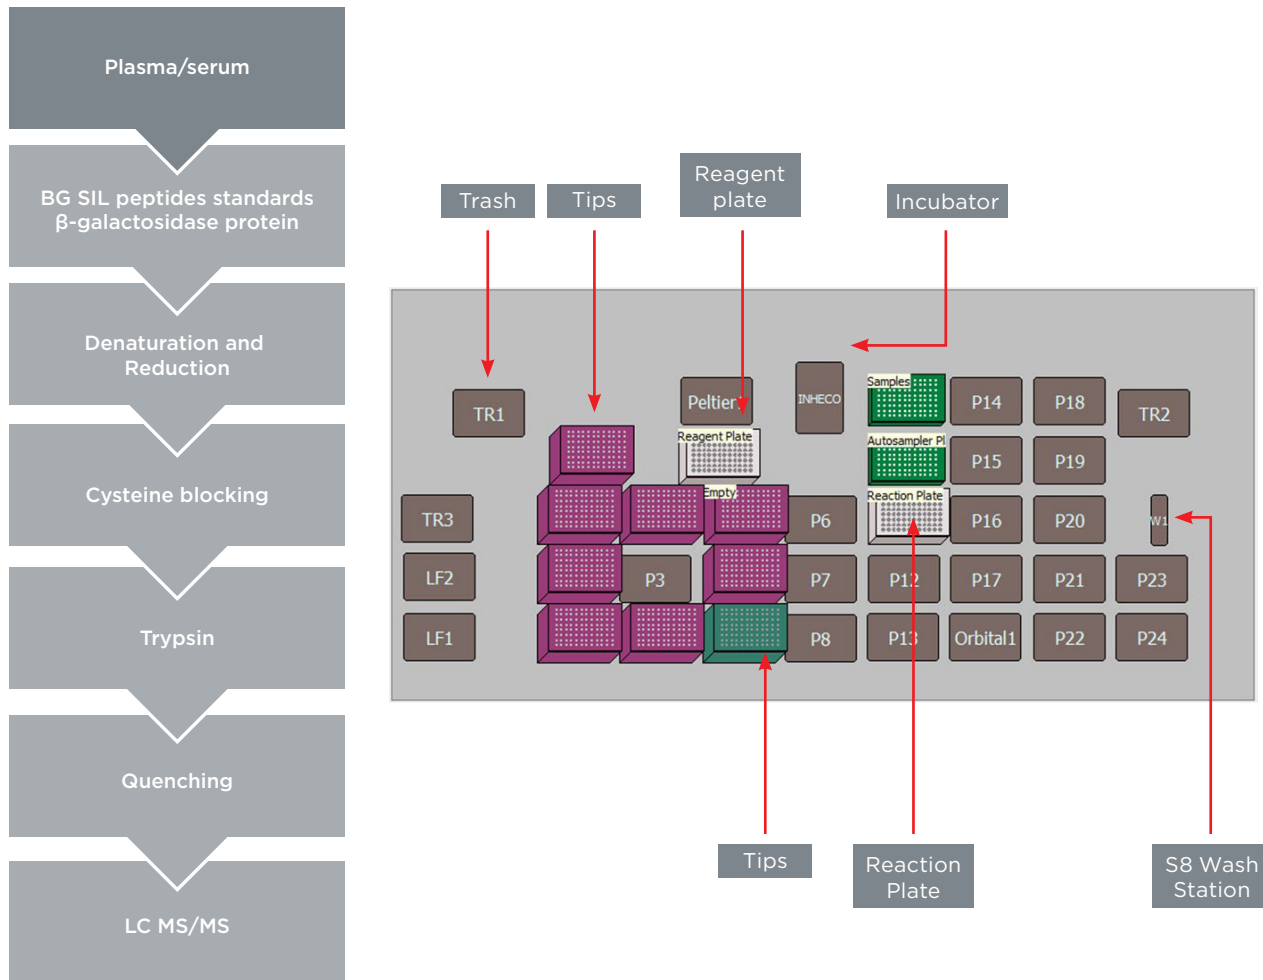 Plasma/serum
BG SIL peptides standards
β-galactosidase protein
Denaturation and
Reduction
Cysteine blocking
Trypsin
Quenching
LC MS/MS
Trash
Tips
Reagent
plate
Incubator
TR1
Peltier1
INHECO
Samples
P14
P18
TR2
Reagent Plate
Autosampler Pl
P15
P19
TR3
Empty
P6
Reaction Plate
P16
P20
W1
LF2
P3
P7
P12
P17
P21
P23
LF1
P8
P13
Orbital1
P22
P24
Tips
Reaction
Plate
S8 Wash
Station